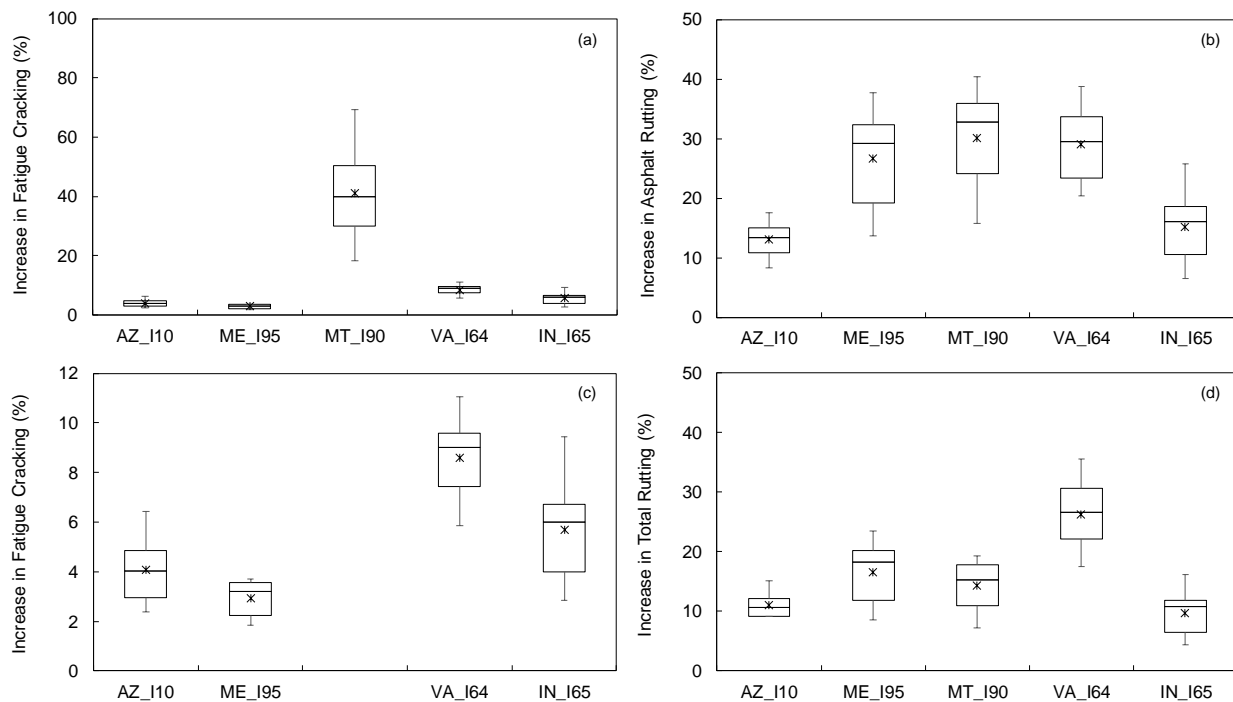 Increase in Fatigue Cracking (%)
100
80
60
40
20
0
(a)
AZ_I10 ME_I95 MT_I90 VA_I64 IN_I65
Increase in Asphalt Rutting (%)
50
40
30
20
10
0
(b)
AZ_I10 ME_I95 MT_I90 VA_I64 IN_I65
Increase in Fatigue Cracking (%)
12
10
8
6
4
2
0
(c)
AZ_I10 ME_I95 VA_I64 IN_I65
Increase in Total Rutting (%)
50
40
30
20
10
0
(d)
AZ_I10 ME_I95 MT_I90 VA_I64 IN_I65